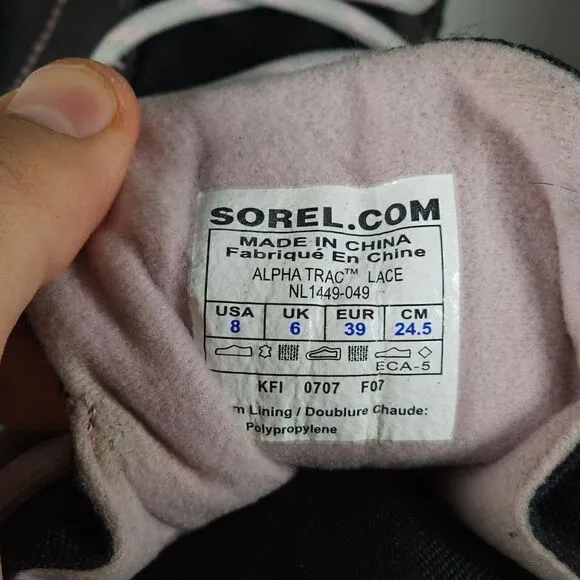 SOREL.COM
MADE IN CHINA
Fabriqué En Chine
ALPHA TRAC™ LACE
NL1449-049
USA UK EUR CM
8 6 39 24.5
ECA-5
KFI 0707 F07
Lining / Doublure Chaude:
Polypropylene